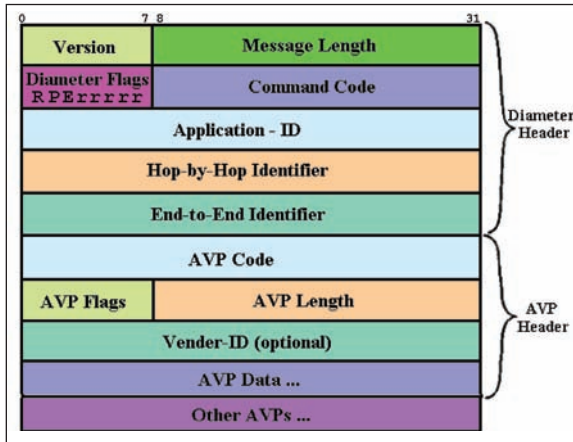 0 7 8 31
Version Message Length
Diameter Flags
R P E r r r r r
Command Code
Application - ID
Hop-by-Hop Identifier
End-to-End Identifier
Diameter
Header
AVP Code
AVP Flags AVP Length
Vender-ID (optional)
AVP Data ...
AVP
Header
Other AVPs ...